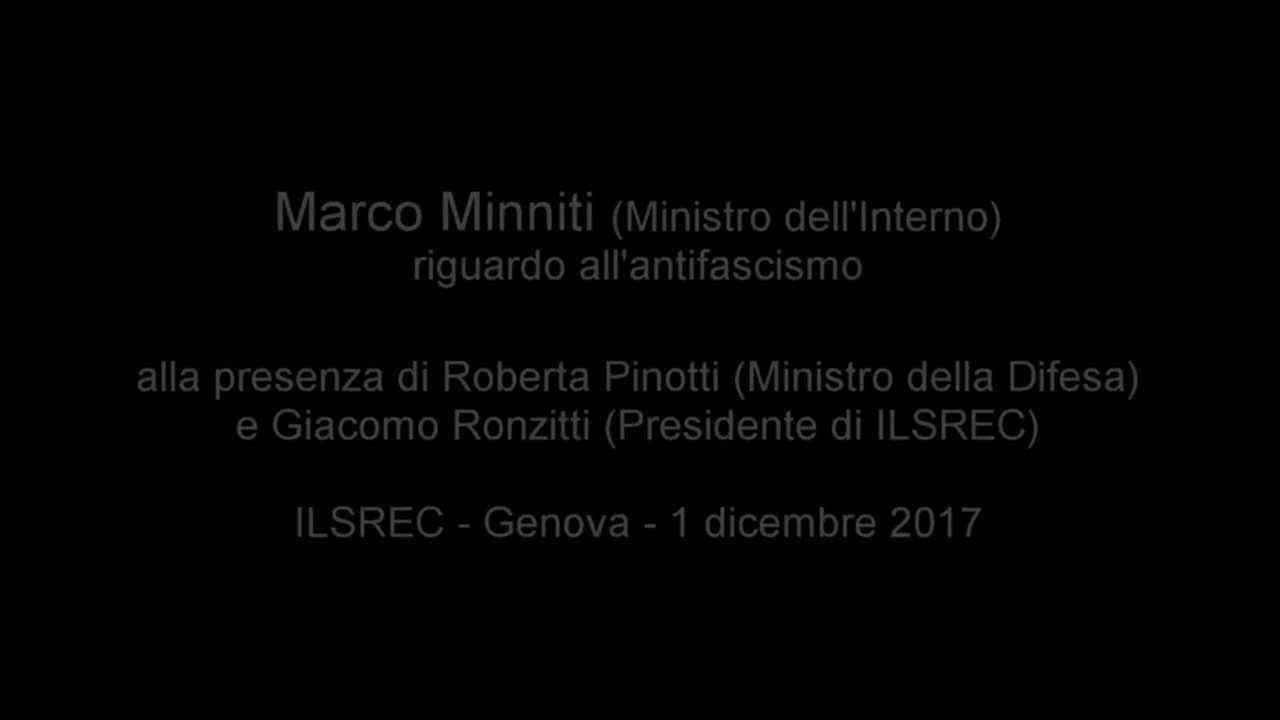 Marco Minniti (Ministro dell'Interno)
riguardo all'antifascismo
alla presenza di Roberta Pinotti (Ministro della Difesa)
e Giacomo Ronzitti (Presidente di ILSREC)
ILSREC - Genova - 1 dicembre 2017